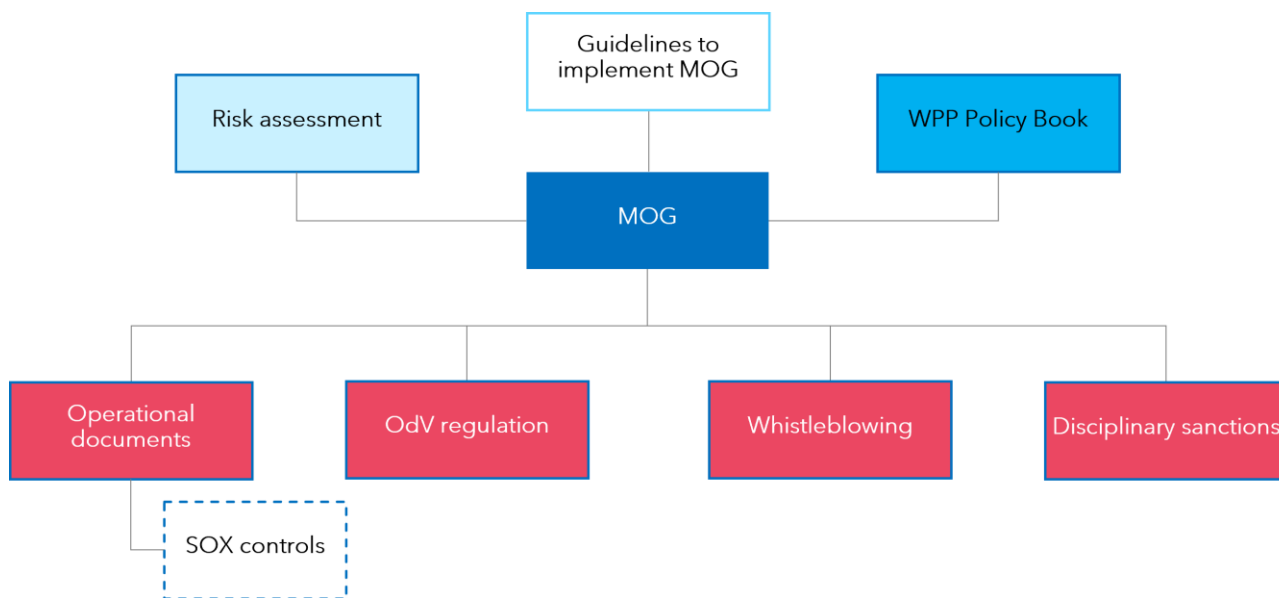 Guidelines to
implement MOG
Risk assessment
WPP Policy Book
MOG
Operational
documents
OdV regulation
Whistleblowing
Disciplinary sanctions
SOX controls